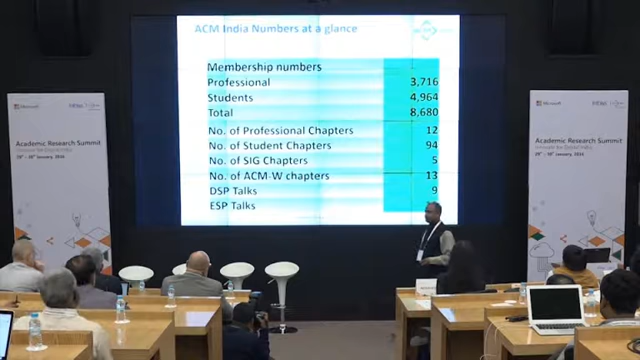 ACM India Numbers at a glance
Membership numbers
Professional 3,716
Students 4,964
Total 8,680
No. of Professional Chapters 12
No. of Student Chapters 94
No. of SIG Chapters 5
No. of ACM-W chapters 13
DSP Talks 9
ESP Talks
Microsoft
Academic Research Summit
Microsoft
Academic Research Summit